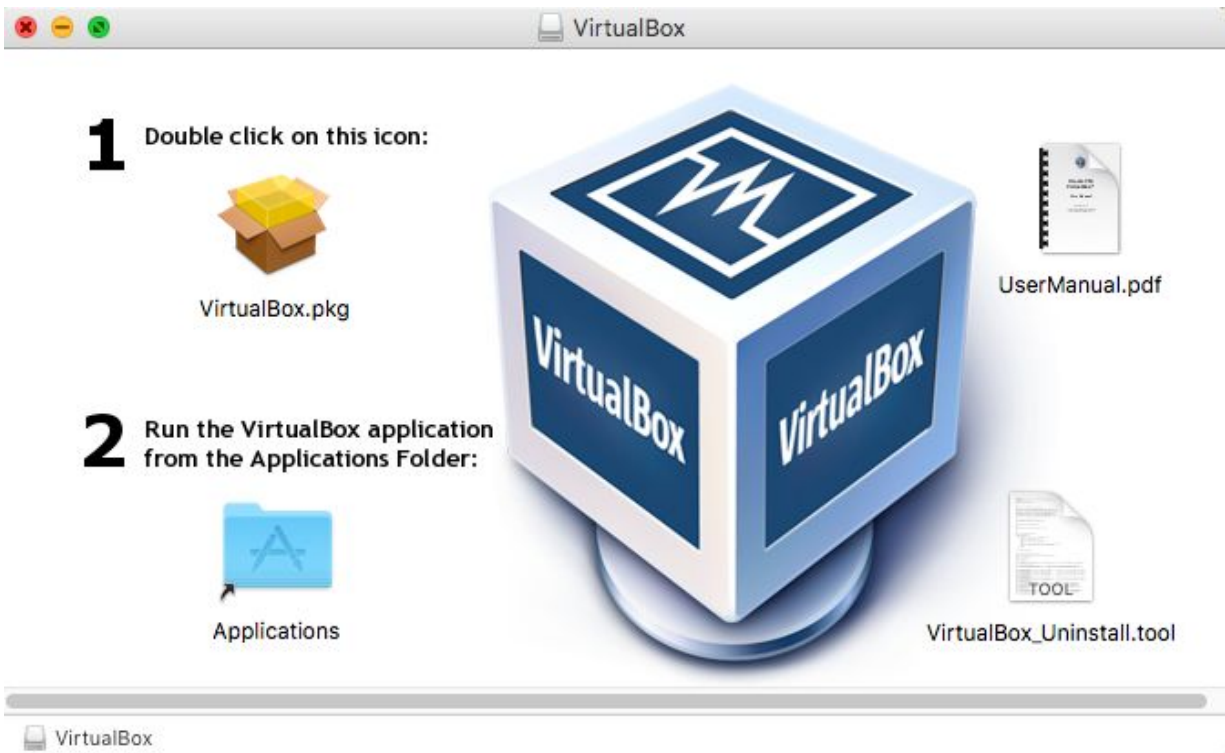 VirtualBox
1 Double click on this icon:
VirtualBox.pkg
UserManual.pdf
VirtualBox
VirtualBox
2 Run the VirtualBox application
from the Applications Folder:
Applications
TOOL
VirtualBox_Uninstall.tool
VirtualBox